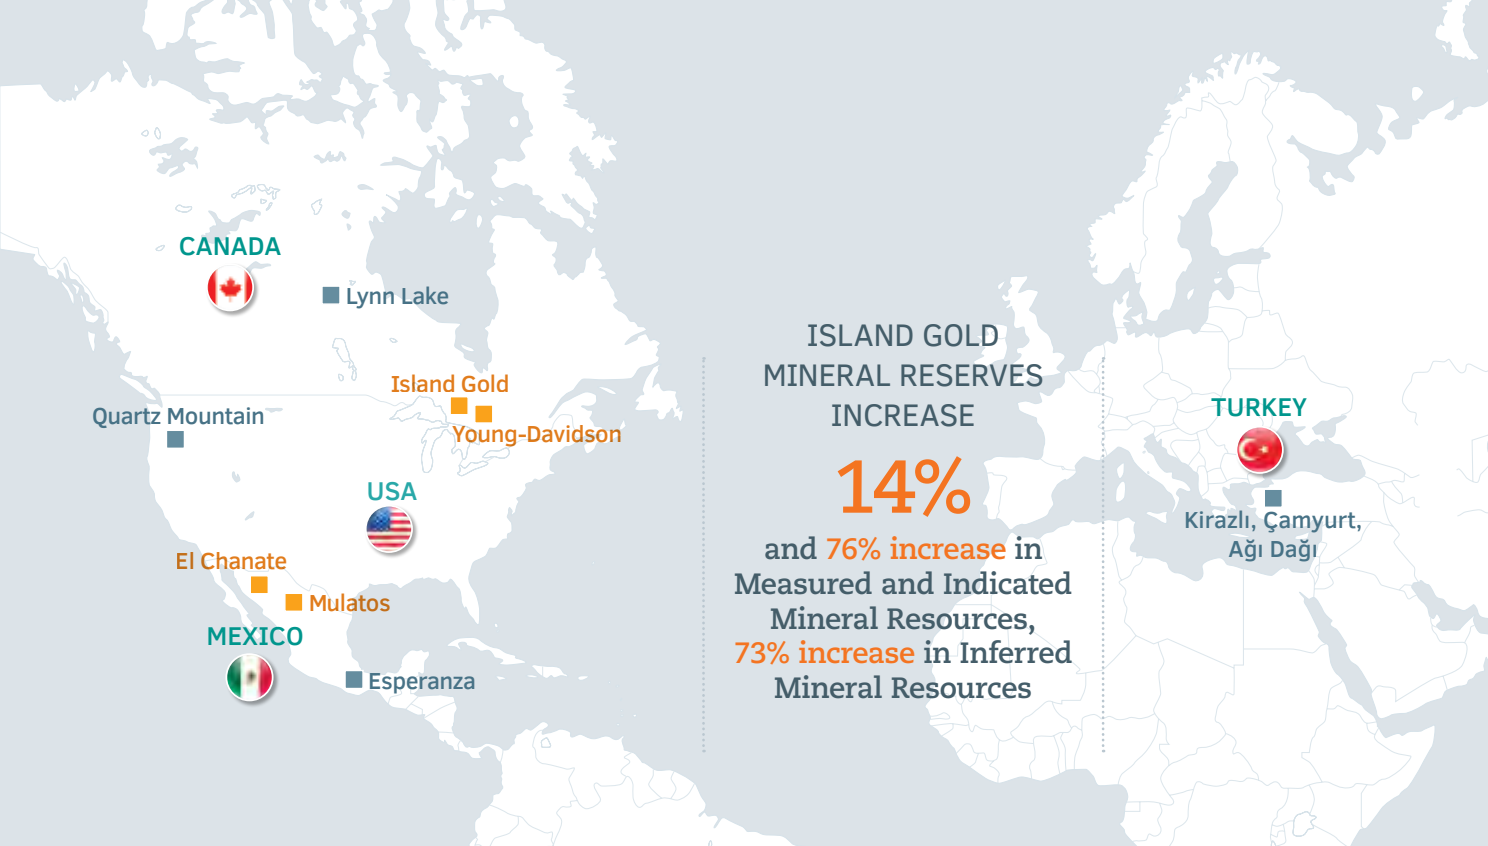 CANADA
Lynn Lake
Island Gold
Quartz Mountain
Young-Davidson
USA
El Chanate
Mulatos
MEXICO
Esperanza
ISLAND GOLD
MINERAL RESERVES
INCREASE
14%
and 76% increase in
Measured and Indicated
Mineral Resources,
73% increase in Inferred
Mineral Resources
TURKEY
Kirazlı, Çamyurt,
Ağı Dağı